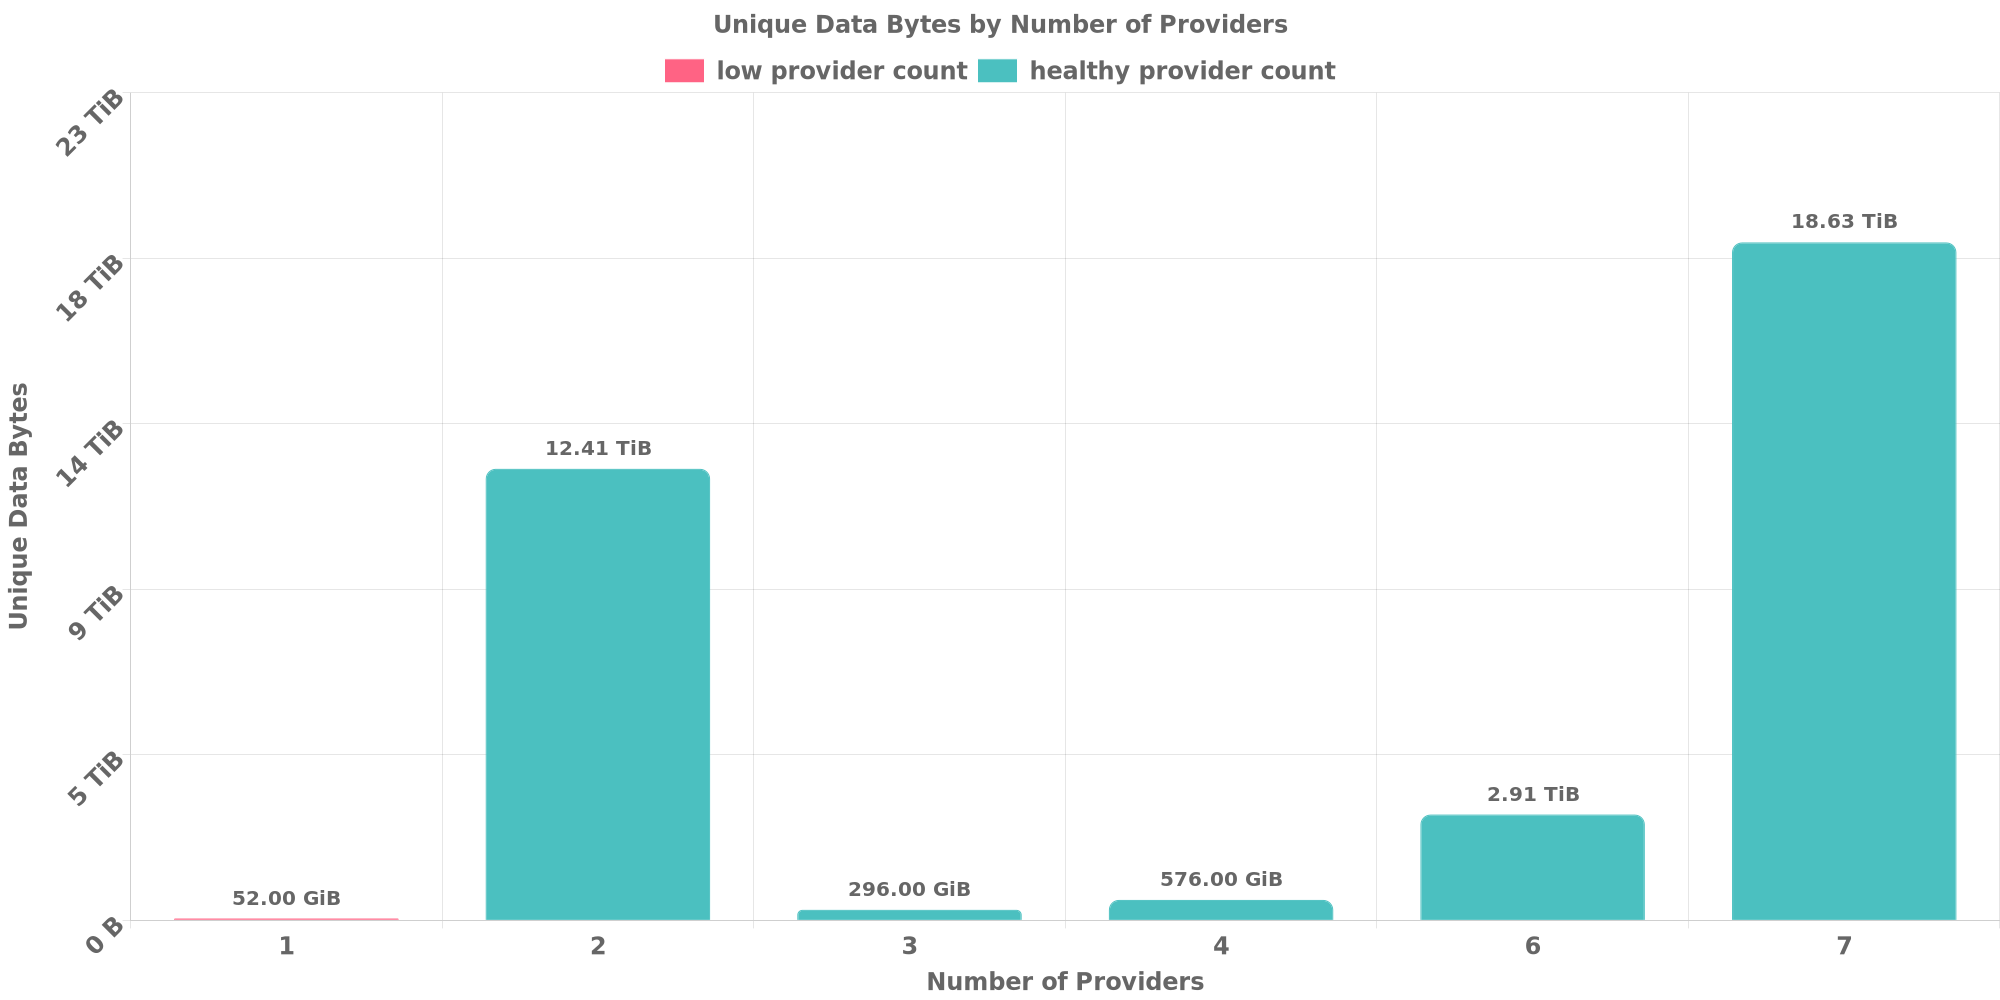 Unique Data Bytes by Number of Providers
low provider count
healthy provider count
23 TiB
18 TiB
14 TiB
9 TiB
5 TiB
0 B
Unique Data Bytes
52.00 GiB
12.41 TiB
296.00 GiB
576.00 GiB
2.91 TiB
18.63 TiB
1 2 3 4 6 7
Number of Providers